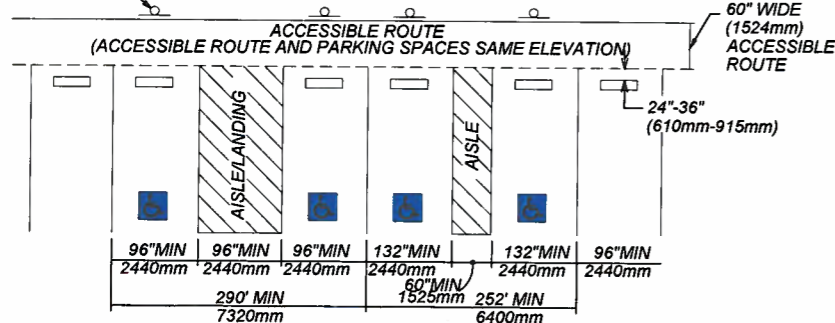 ACCESSIBLE ROUTE
(ACCESSIBLE ROUTE AND PARKING SPACES SAME ELEVATION)
60" WIDE
(1524mm)
ACCESSIBLE
ROUTE
24"-36"
(610mm-915mm)
AISLE/LANDING
AISLE
96"MIN 96"MIN 96"MIN 132"MIN 132"MIN 96"MIN
2440mm 2440mm 2440mm 2440mm 2440mm 2440mm
60"MIN
1525mm
290' MIN 252' MIN
7320mm 6400mm